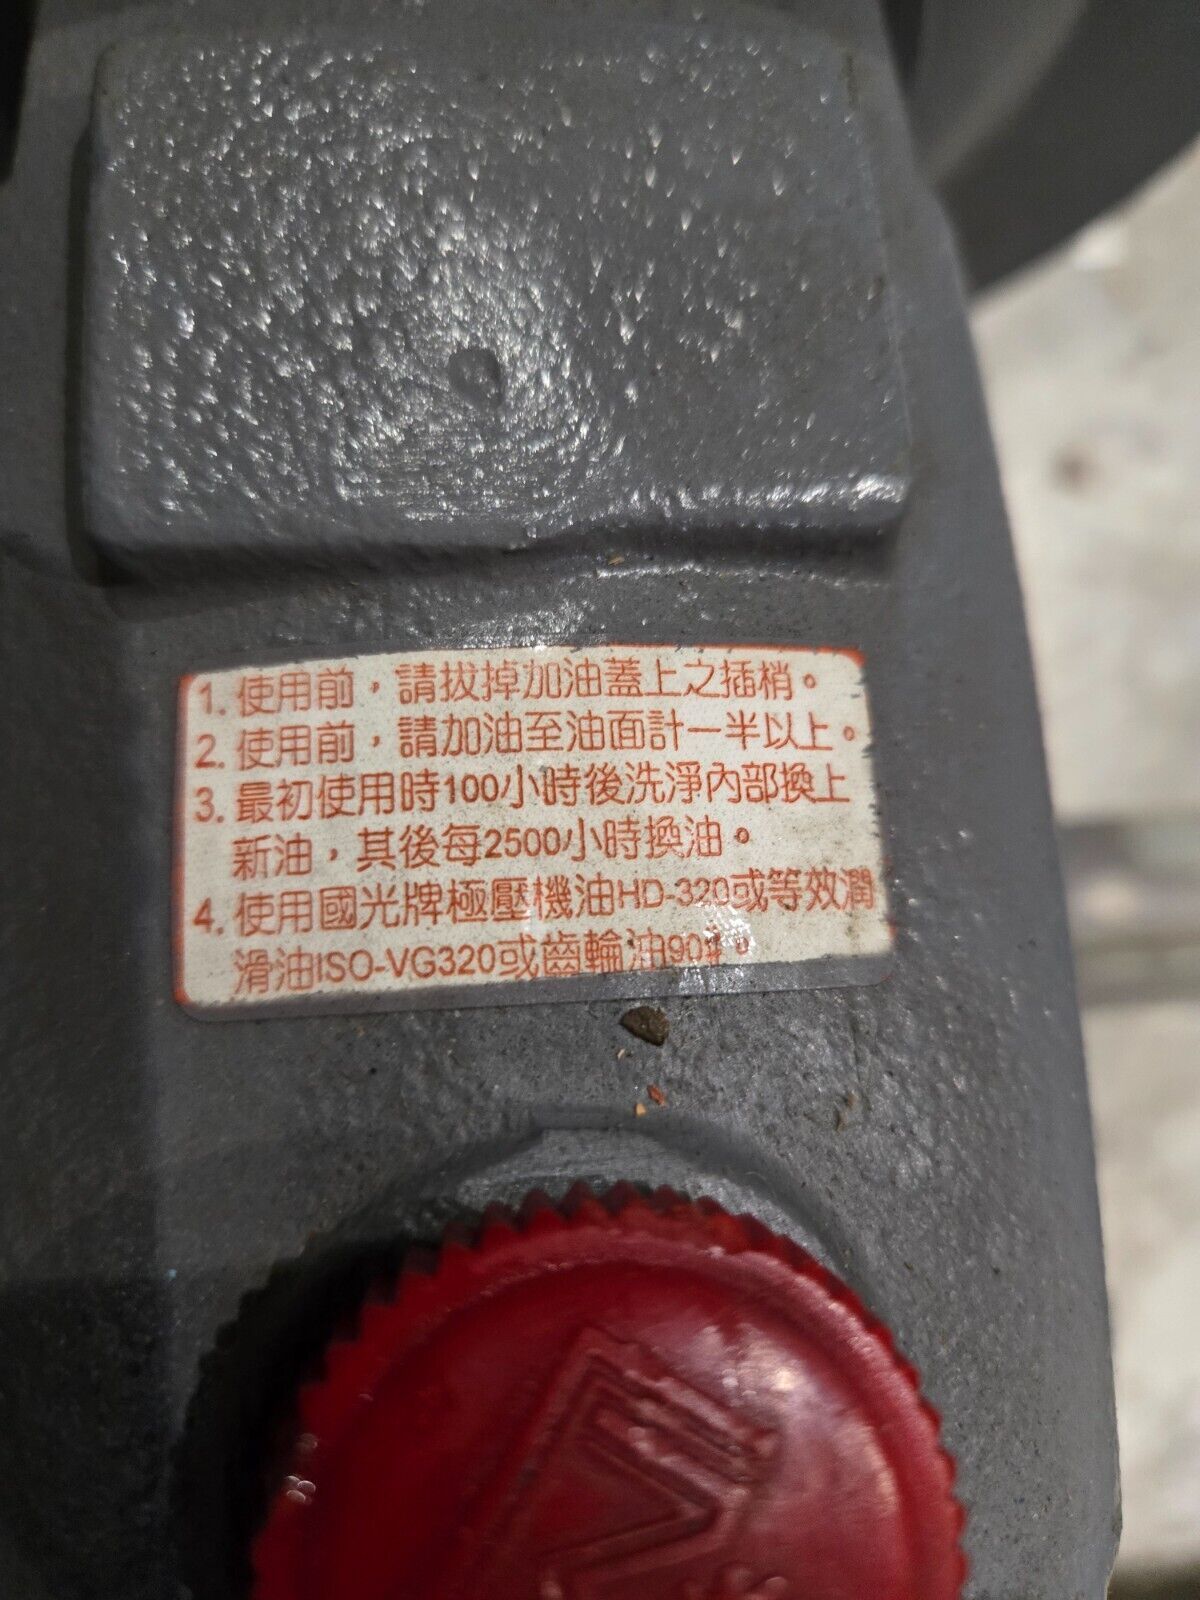 1. 使用前，請拔掉加油蓋上之插梢。
2. 使用前，請加油至油面計一半以上。
3. 最初使用時100小時後洗淨內部換上
新油，其後每2500小時換油。
4. 使用國光牌極壓機油HD-320或等效潤
滑油ISO-VG320或齒輪油90#。